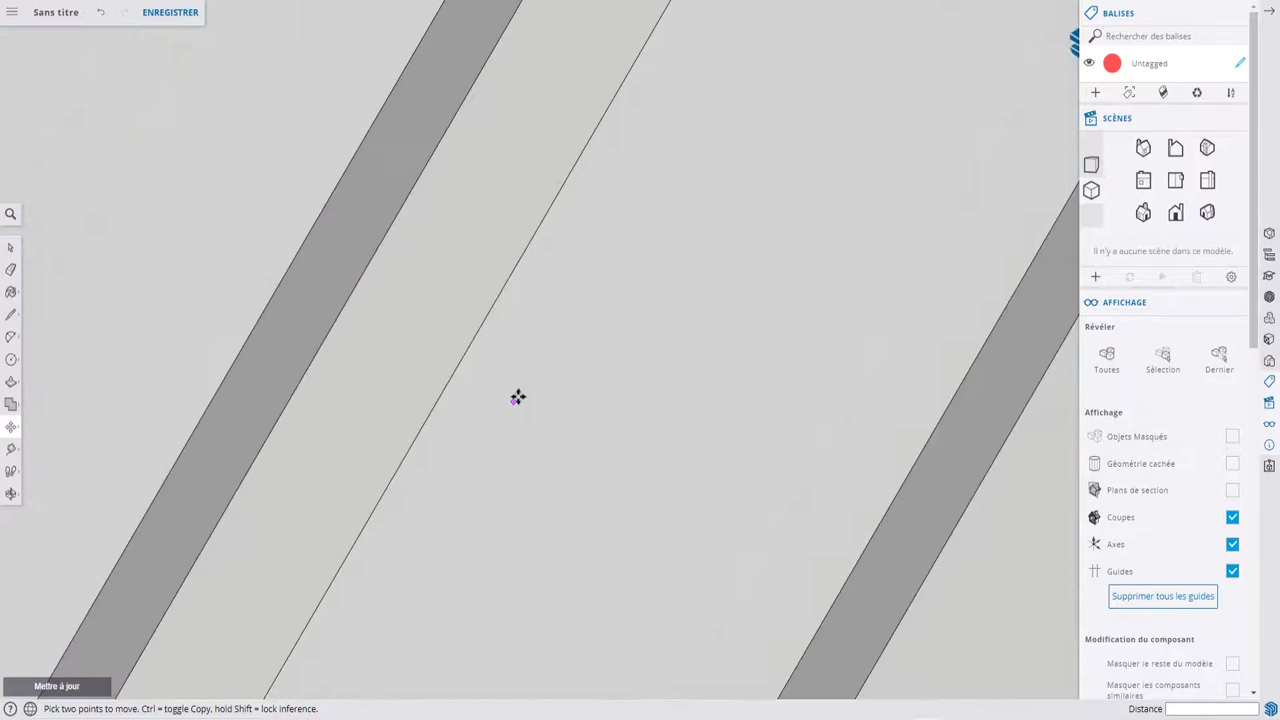 Sans titre
ENREGISTRER
BALISES
Rechercher des balises
Untagged
SCÈNES
Il n'y a aucune scène dans ce modèle.
AFFICHAGE
Révéler
Toutes
Sélection
Dernier
Affichage
Objets Masqués
Géométrie cachée
Plans de section
Coupes
Axes
Guides
Supprimer tous les guides
Modification du composant
Masquer le reste du modèle
Masquer les composants
similaires
Mettre à jour
Pick two points to move. Ctrl = toggle Copy, hold Shift = lock inference.
Distance